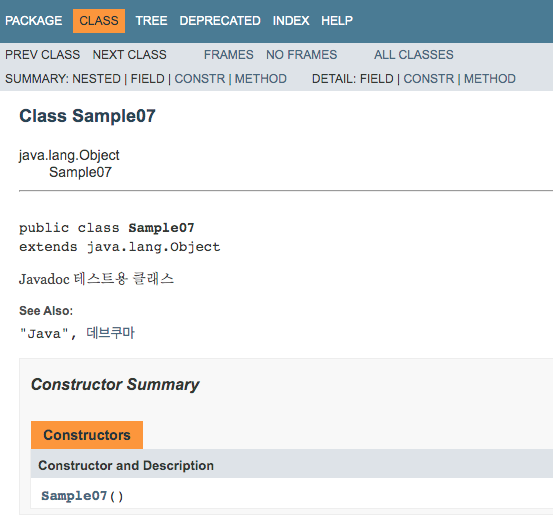 PACKAGE CLASS TREE DEPRECATED INDEX HELP
PREV CLASS NEXT CLASS FRAMES NO FRAMES ALL CLASSES
SUMMARY: NESTED | FIELD | CONSTR | METHOD DETAIL: FIELD | CONSTR | METHOD
Class Sample07
java.lang.Object
Sample07
public class Sample07
extends java.lang.Object
Javadoc 테스트용 클래스
See Also:
"Java", 데브쿠마
Constructor Summary
Constructors
Constructor and Description
Sample07()